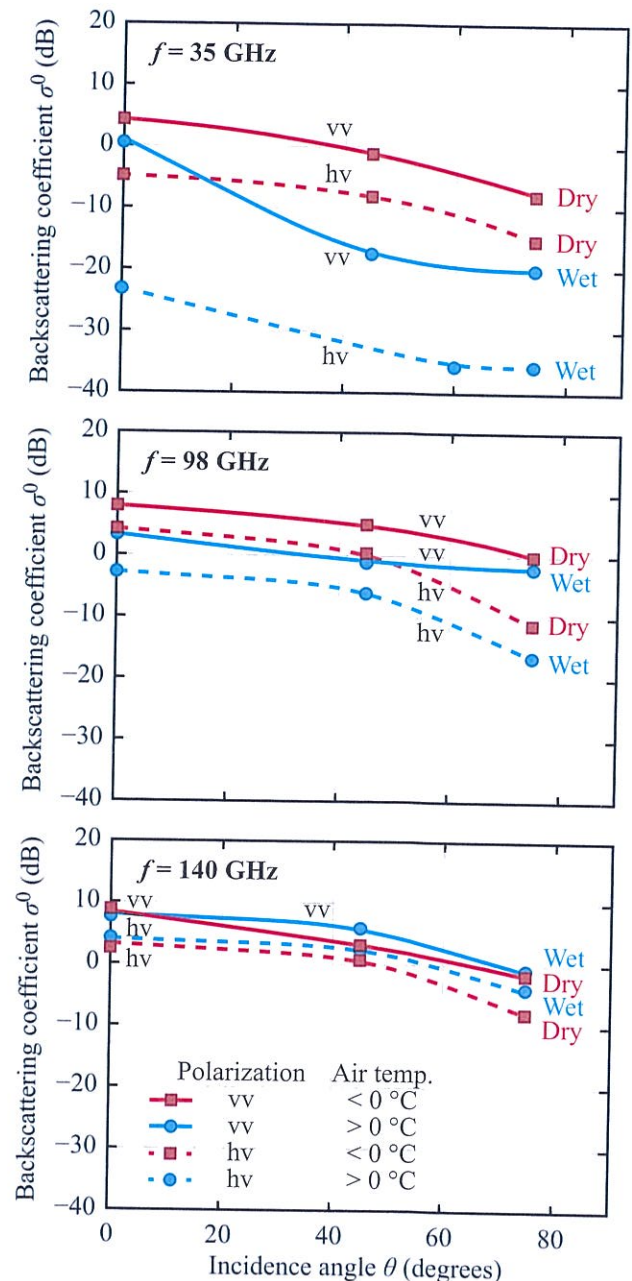 Backscattering coefficient σ⁰ (dB)
20
10
0
−10
−20
−30
−40
f = 35 GHz
vv
hv
vv
hv
Dry
Dry
Wet
Wet
Backscattering coefficient σ⁰ (dB)
20
10
0
−10
−20
−30
−40
f = 98 GHz
vv
vv
hv
hv
Dry
Wet
Dry
Wet
Backscattering coefficient σ⁰ (dB)
20
10
0
−10
−20
−30
−40
f = 140 GHz
vv
vv
hv
hv
Wet
Dry
Wet
Dry
Polarization Air temp.
vv < 0 °C
vv > 0 °C
hv < 0 °C
hv > 0 °C
0 20 40 60 80
Incidence angle θ (degrees)